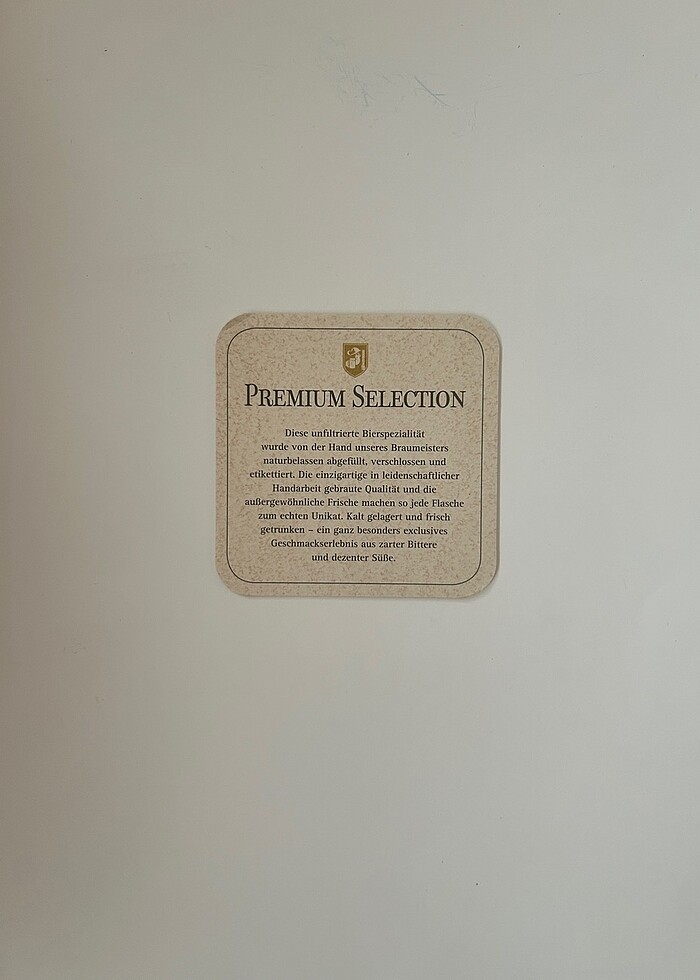 PREMIUM SELECTION
Diese unfiltrierte Bierspezialität
wurde von der Hand unseres Braumeisters
naturbelassen abgefüllt, verschlossen und
etikettiert. Die einzigartige in leidenschaftlicher
Handarbeit gebraute Qualität und die
außergewöhnliche Frische machen so jede Flasche
zum echten Unikat. Kalt gelagert und frisch
getrunken – ein ganz besonders exclusives
Geschmackserlebnis aus zarter Bittere
und dezenter Süße.